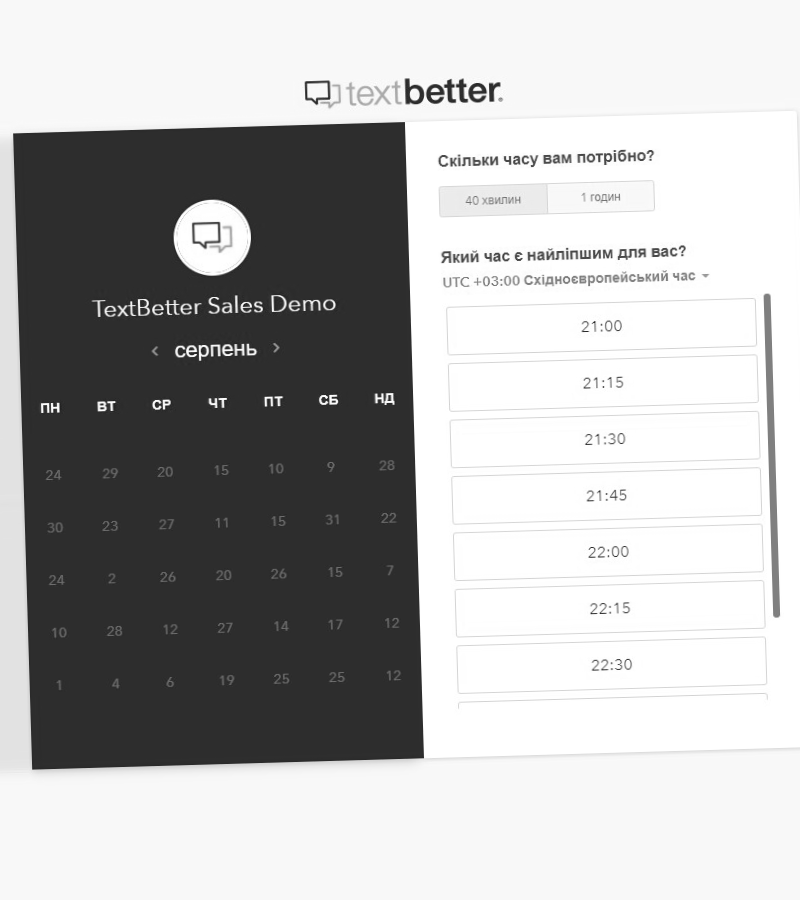 textbetter.
TextBetter Sales Demo
< серпень >
ПН ВТ СР ЧТ ПТ СБ НД
24 29 20 15 10 9 28
30 23 27 11 15 31 22
24 2 26 20 26 15 7
10 28 12 27 14 17 12
1 4 6 19 25 25 12
Скільки часу вам потрібно?
40 хвилин 1 годин
Який час є найліпшим для вас?
UTC +03:00 Східноєвропейський час
21:00
21:15
21:30
21:45
22:00
22:15
22:30